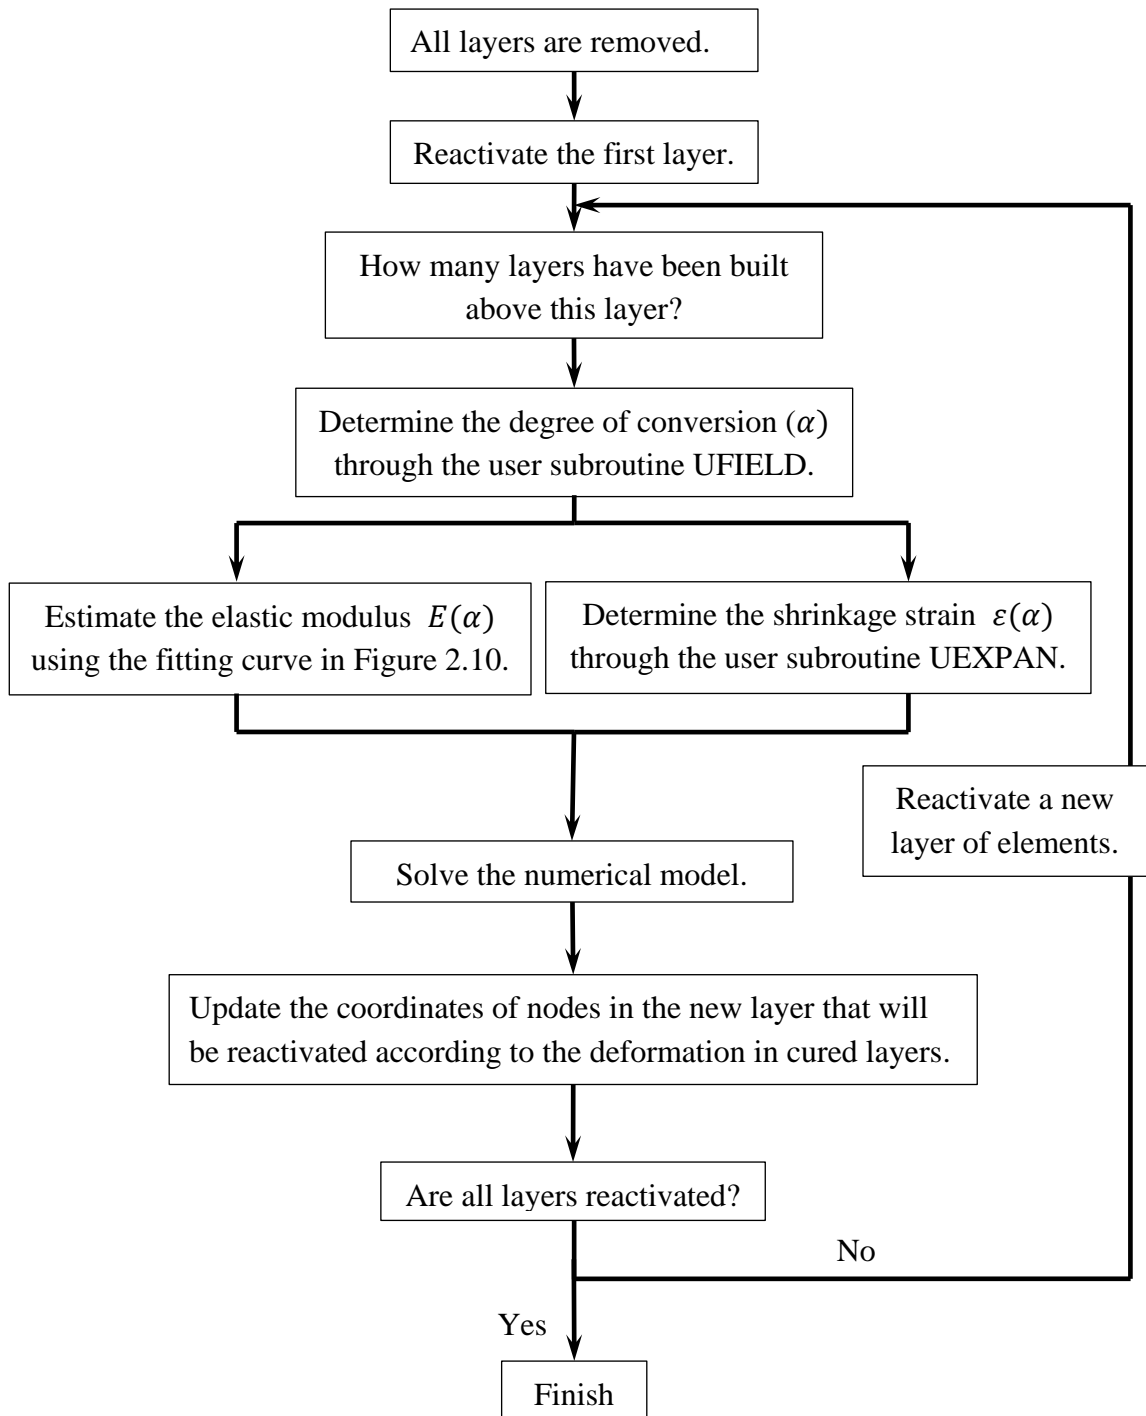 All layers are removed.
Reactivate the first layer.
How many layers have been built
above this layer?
Determine the degree of conversion (𝛼)
through the user subroutine UFIELD.
Estimate the elastic modulus 𝐸(𝛼)
using the fitting curve in Figure 2.10.
Determine the shrinkage strain 𝜀(𝛼)
through the user subroutine UEXPAN.
Reactivate a new
layer of elements.
Solve the numerical model.
Update the coordinates of nodes in the new layer that will
be reactivated according to the deformation in cured layers.
Are all layers reactivated?
No
Yes
Finish